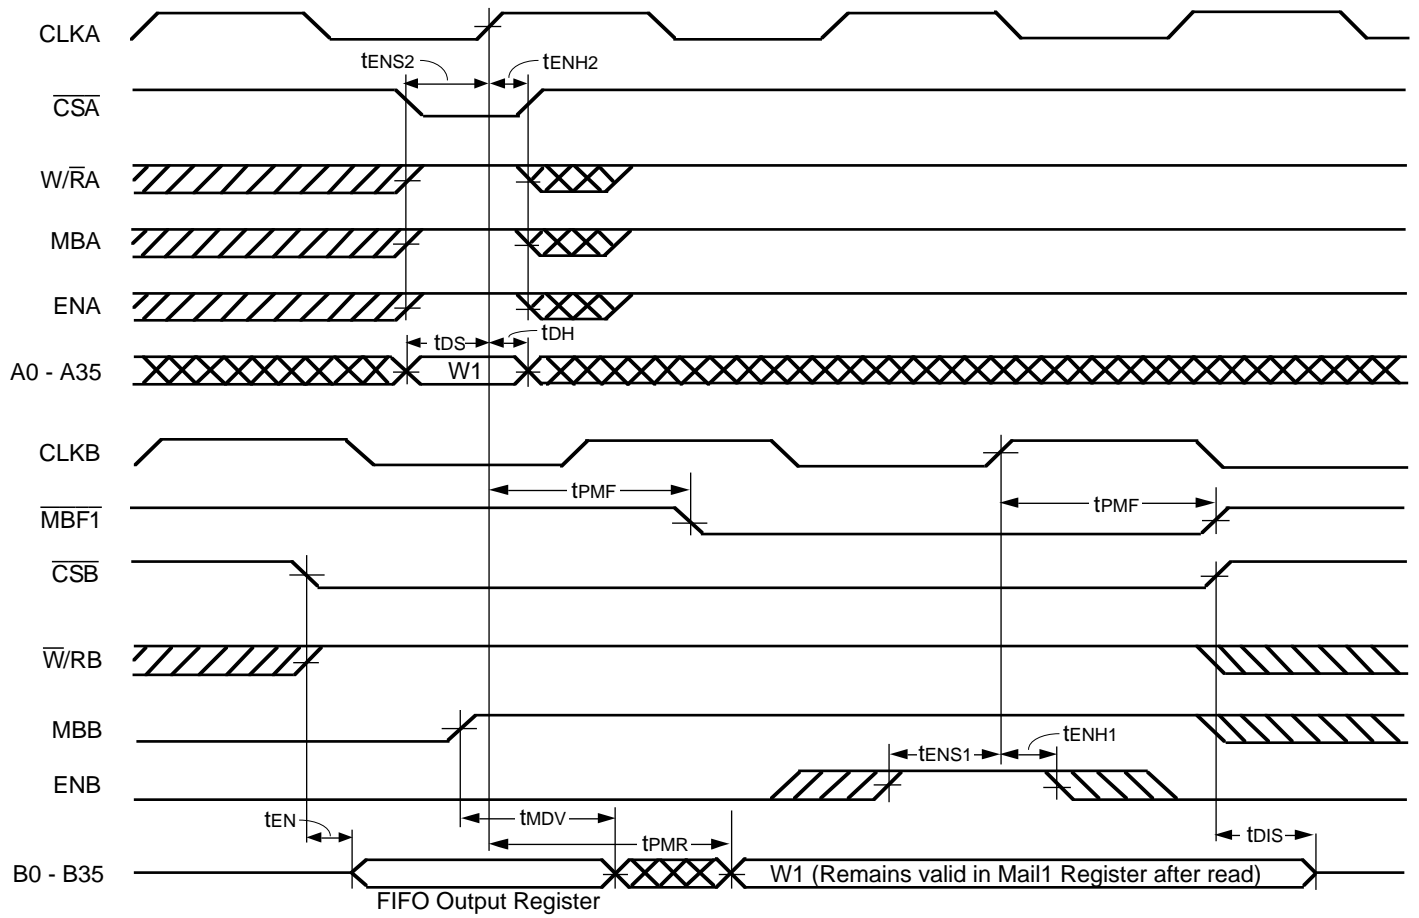 CLKA
tENS2
tENH2
CSA
W/RA
MBA
ENA
tDS
tDH
A0 - A35
W1
CLKB
tPMF
tPMF
MBF1
CSB
W/RB
MBB
tENS1
tENH1
ENB
tEN
tMDV
tPMR
tDIS
B0 - B35
W1 (Remains valid in Mail1 Register after read)
FIFO Output Register